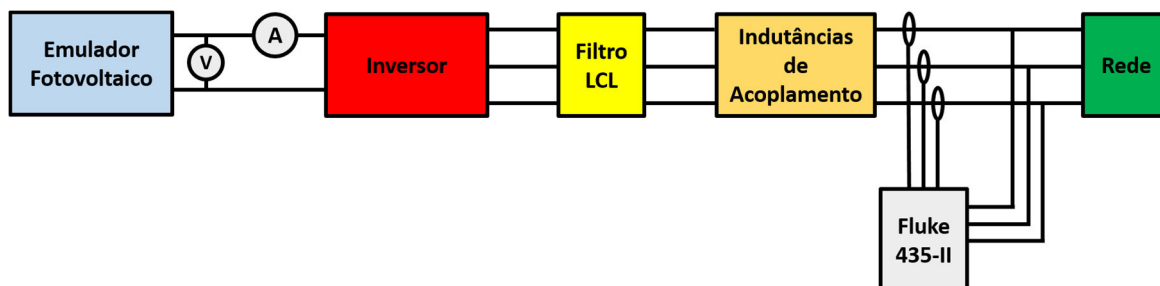 Emulador
Fotovoltaico
V
A
Inversor
Filtro
LCL
Indutâncias
de
Acoplamento
Rede
Fluke
435-II